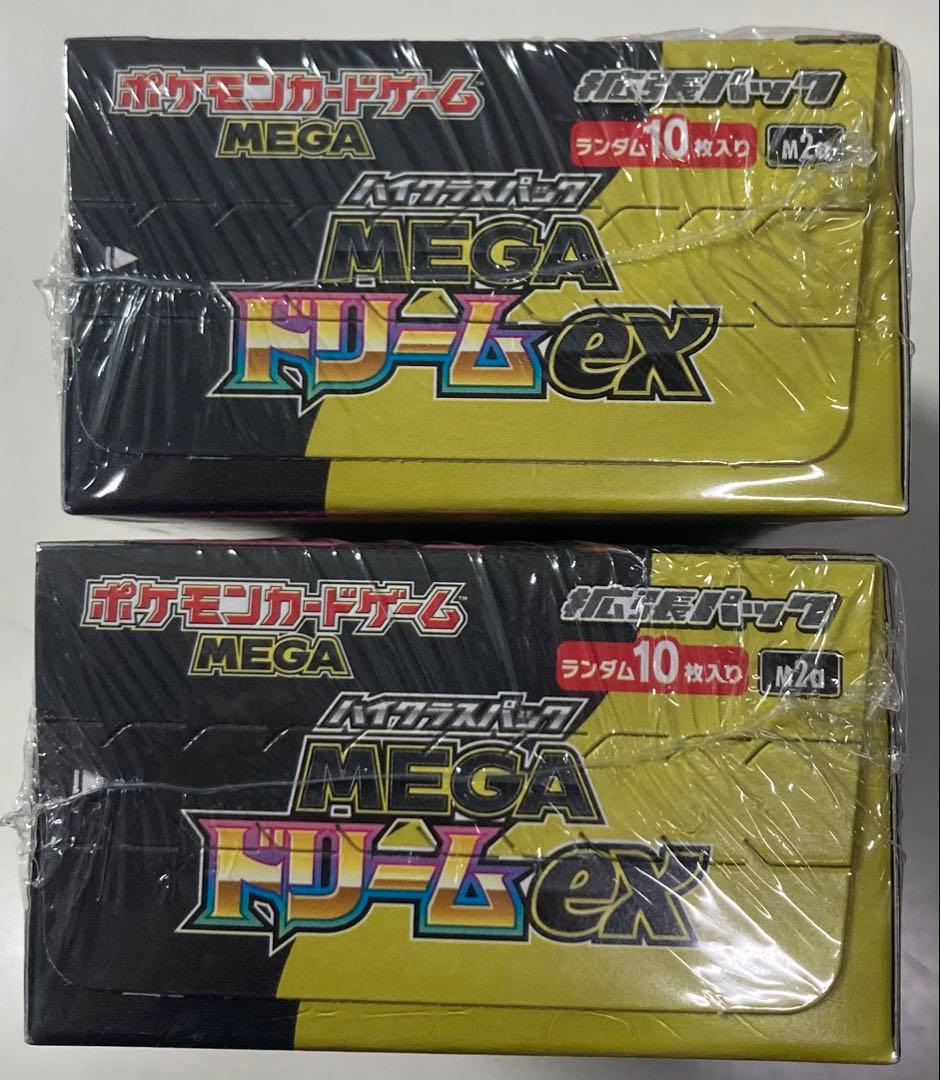 ポケモンカードゲーム
MEGA
拡張パック
ランダム10枚入り
M2a
ハイクラスパック
MEGA
ドリームex
ポケモンカードゲーム
MEGA
拡張パック
ランダム10枚入り
M2a
ハイクラスパック
MEGA
ドリームex